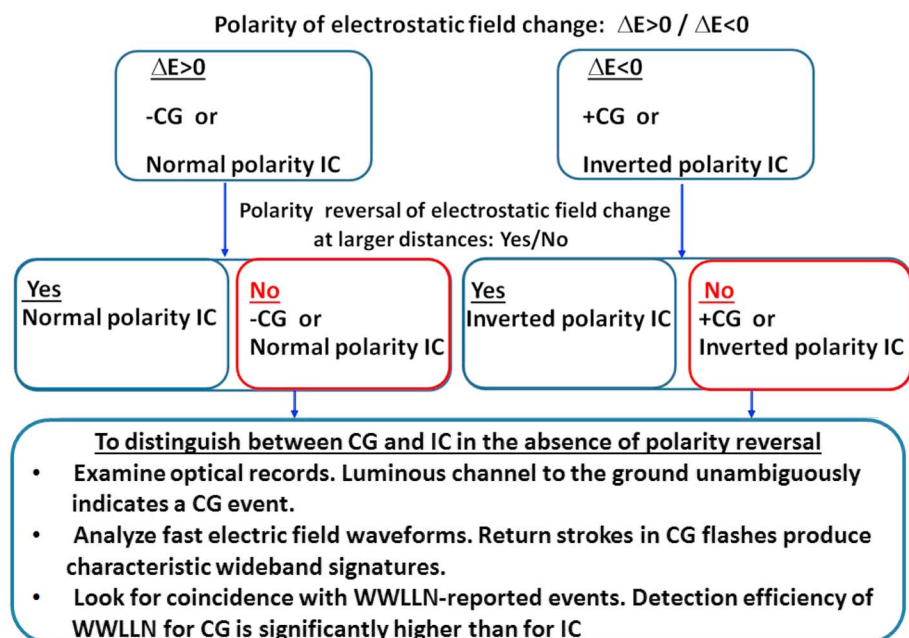 Polarity of electrostatic field change: ΔE>0 / ΔE<0
ΔE>0
-CG or
Normal polarity IC
ΔE<0
+CG or
Inverted polarity IC
Polarity reversal of electrostatic field change
at larger distances: Yes/No
Yes
Normal polarity IC
No
-CG or
Normal polarity IC
Yes
Inverted polarity IC
No
+CG or
Inverted polarity IC
To distinguish between CG and IC in the absence of polarity reversal
• Examine optical records. Luminous channel to the ground unambiguously
indicates a CG event.
• Analyze fast electric field waveforms. Return strokes in CG flashes produce
characteristic wideband signatures.
• Look for coincidence with WWLLN-reported events. Detection efficiency of
WWLLN for CG is significantly higher than for IC